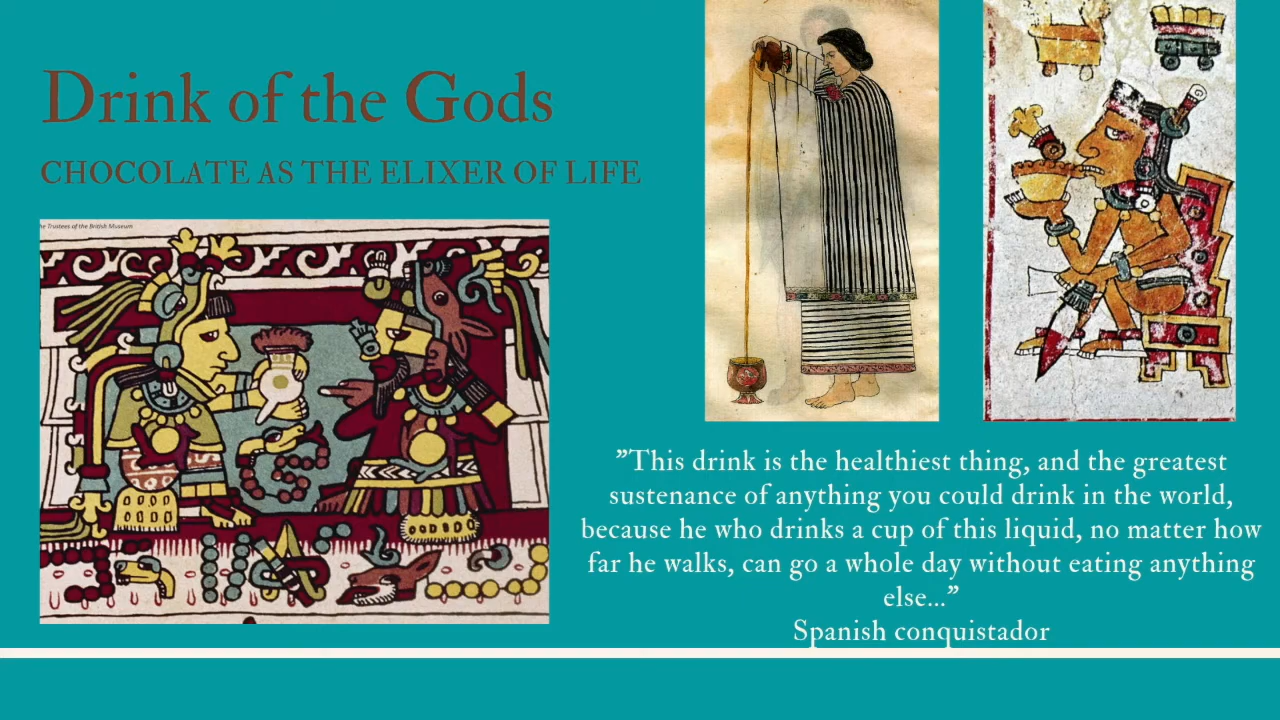 Drink of the Gods
CHOCOLATE AS THE ELIXER OF LIFE
he Trustees of the British Museum
”This drink is the healthiest thing, and the greatest
sustenance of anything you could drink in the world,
because he who drinks a cup of this liquid, no matter how
far he walks, can go a whole day without eating anything
else...”
Spanish conquistador